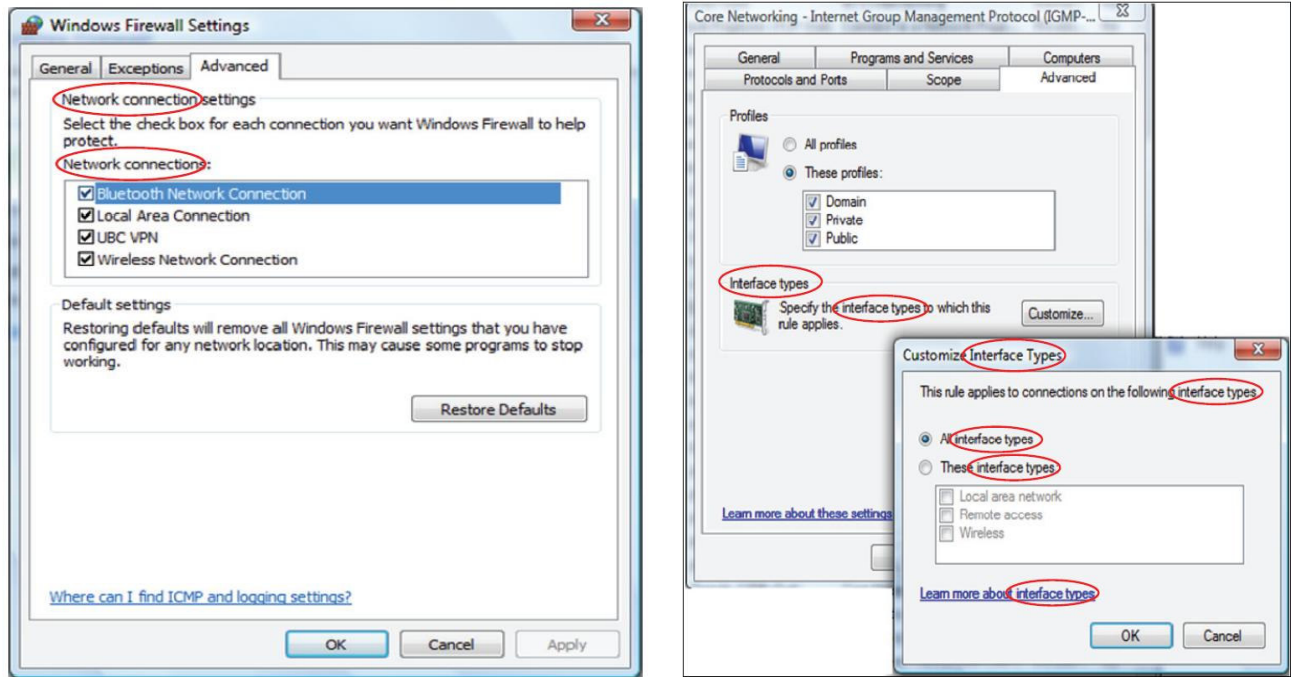 Windows Firewall Settings
General Exceptions Advanced
Network connection settings
Select the check box for each connection you want Windows Firewall to help
protect.
Network connections:
Bluetooth Network Connection
Local Area Connection
UBC VPN
Wireless Network Connection
Default settings
Restoring defaults will remove all Windows Firewall settings that you have
configured for any network location. This may cause some programs to stop
working.
Restore Defaults
Where can I find ICMP and logging settings?
OK Cancel Apply
Core Networking - Internet Group Management Protocol (IGMP-...
General Programs and Services Computers
Protocols and Ports Scope Advanced
Profiles
All profiles
These profiles:
Domain
Private
Public
Interface types
Specify the interface types to which this
rule applies.
Customize...
Learn more about these settings
Customize Interface Types
This rule applies to connections on the following interface types
All interface types
These interface types
Local area network
Remote access
Wireless
Learn more about interface types
OK Cancel